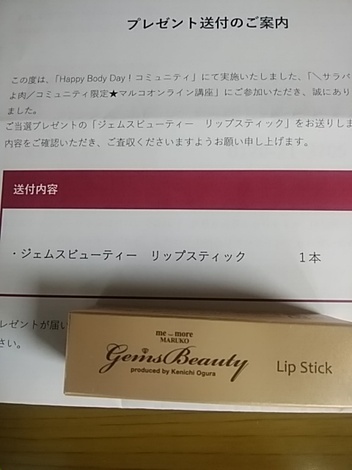 プレゼント送付のご案内
この度は、「Happy Body Day！コミュニティ」にて実施いたしました、「＼サラバ
よ肉／コミュニティ限定★マルコオンライン講座」にご参加いただき、誠にあり
ました。
ご当選プレゼントの「ジェムスビューティー　リップスティック」をお送りしま
内容をご確認いただき、ご査収くださいますようお願い申し上げます。
送付内容
・ジェムスビューティー　リップスティック　1本
レゼントが届い
さい。
me...more
MARUKO
GemsBeauty
produced by Kenichi Ogura
Lip Stick